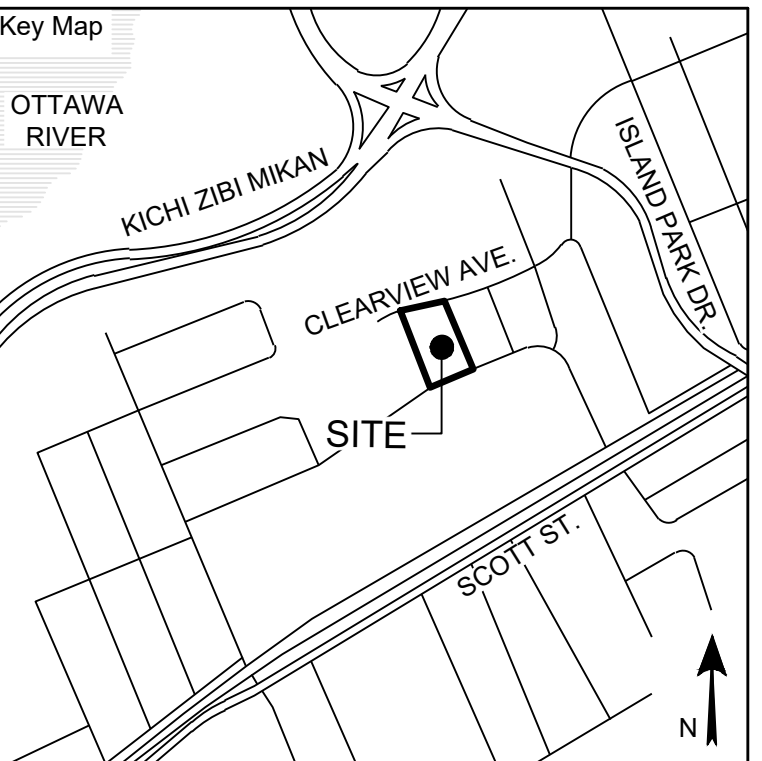 Key Map
OTTAWA
RIVER
KICHI ZIBI MIKAN
ISLAND PARK DR.
CLEARVIEW AVE.
SITE
SCOTT ST.
N